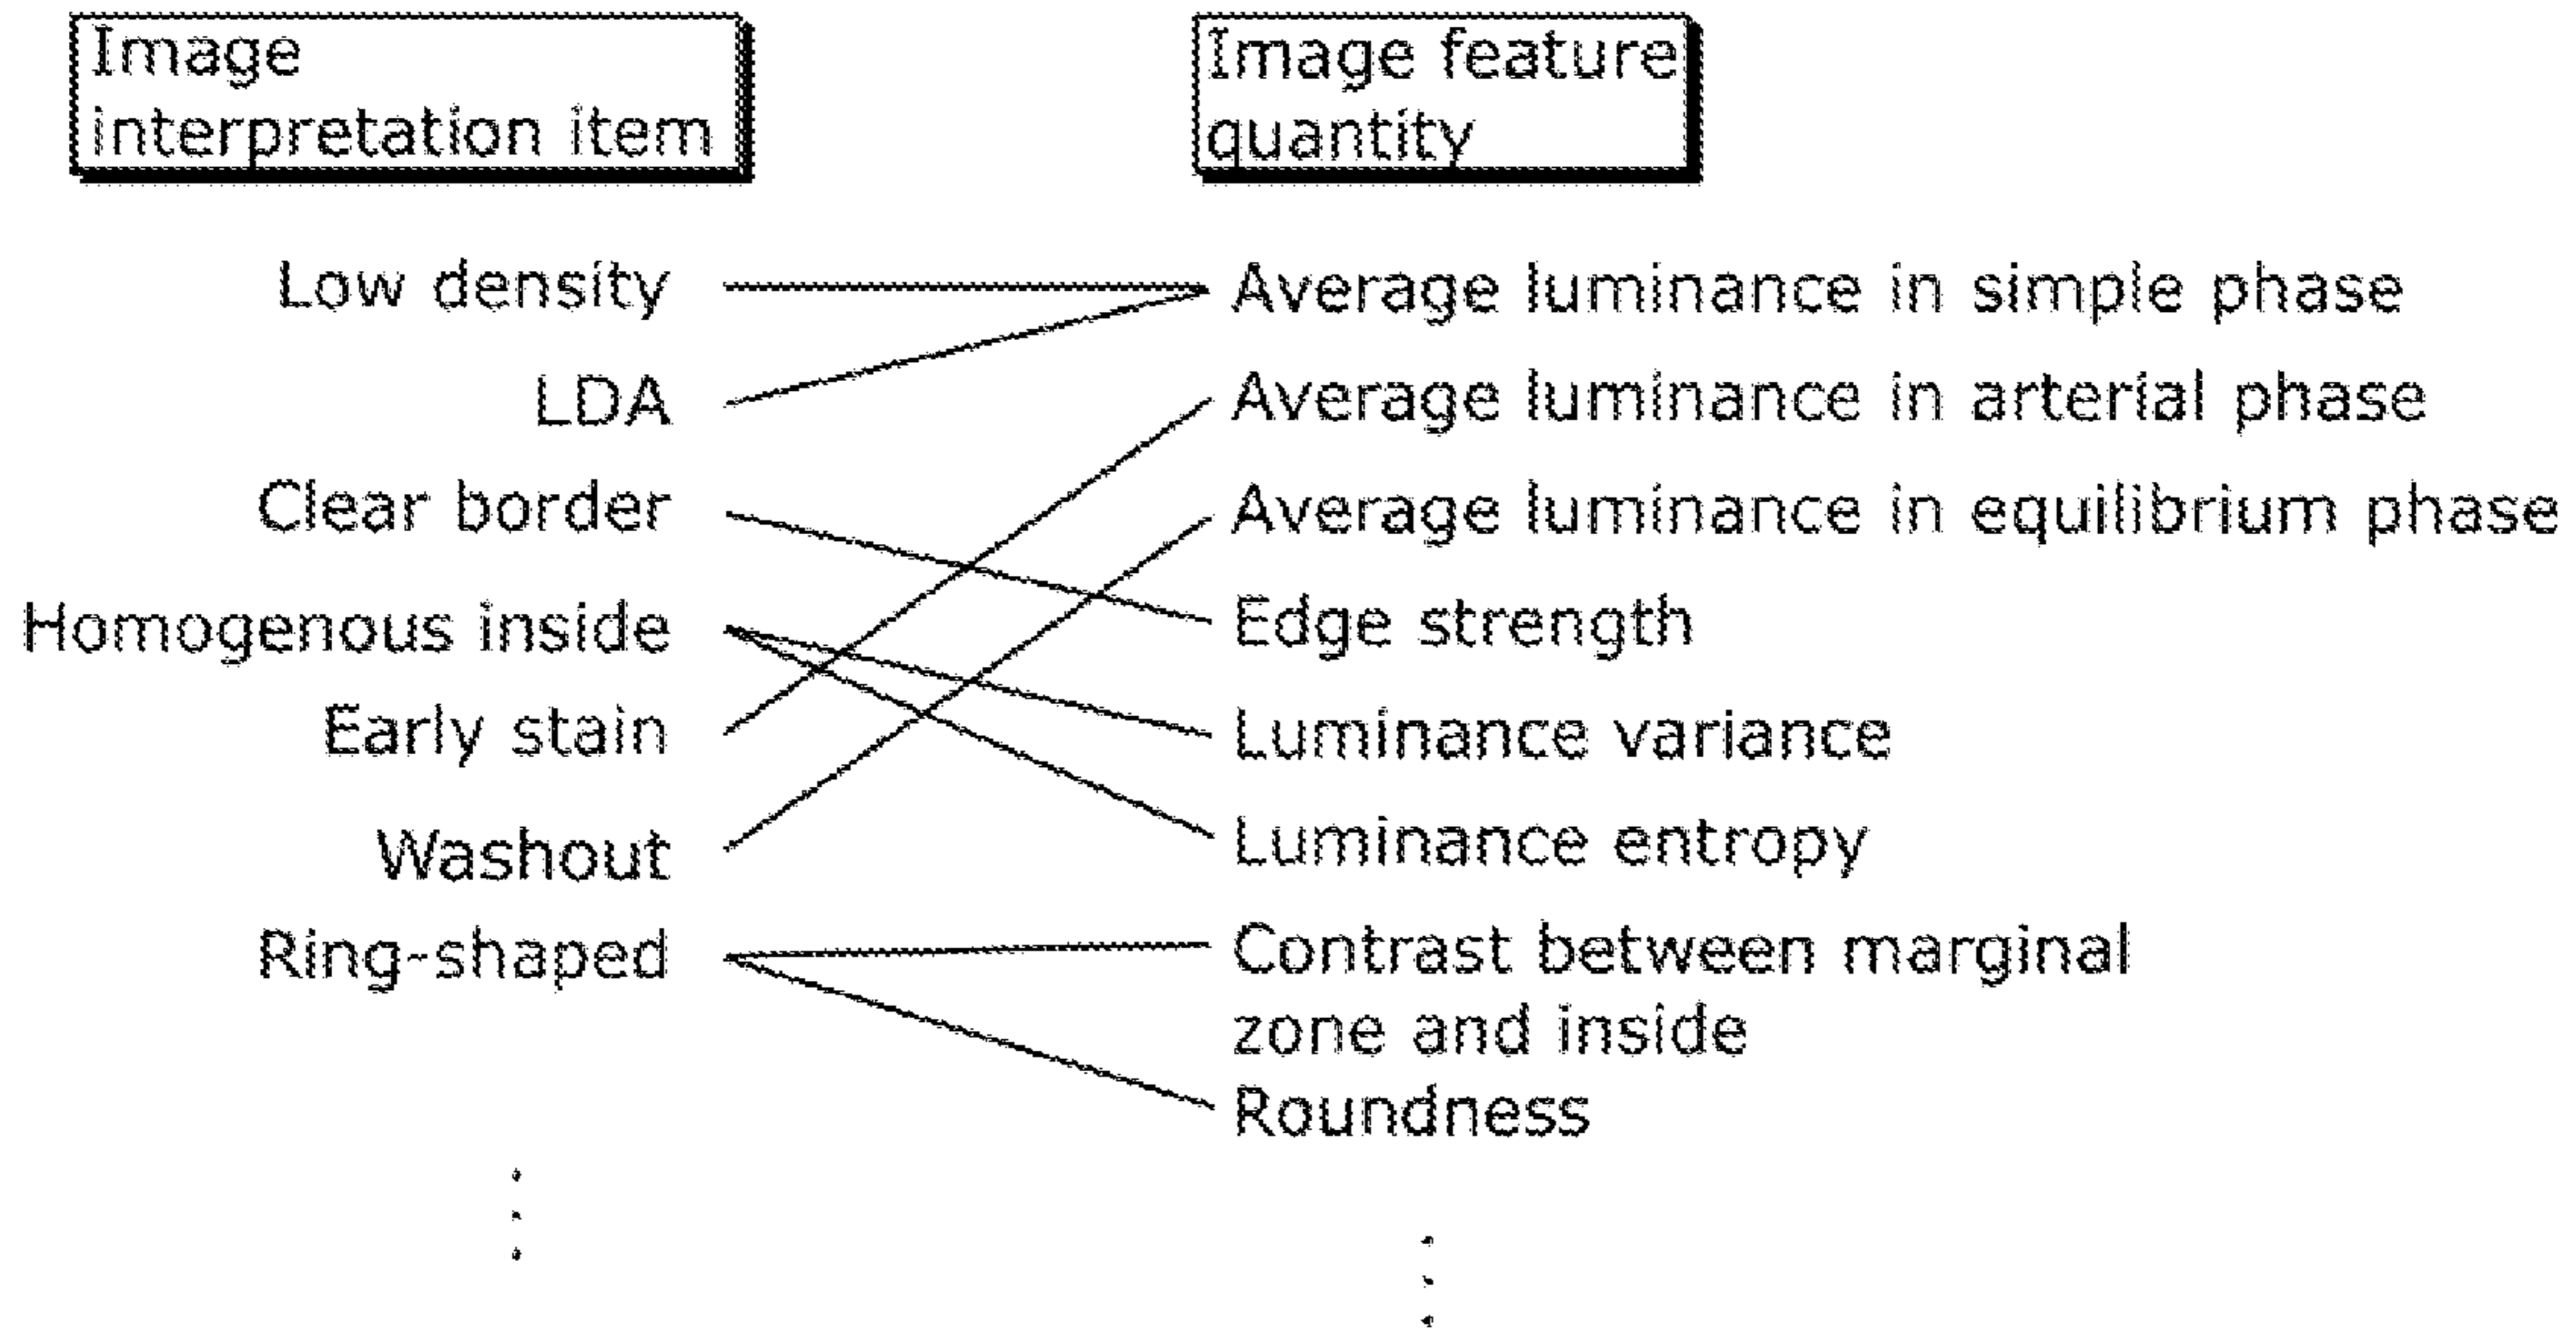 Image
interpretation item
Image feature
quantity
Low density
LDA
Clear border
Homogenous inside
Early stain
Washout
Ring-shaped
Average luminance in simple phase
Average luminance in arterial phase
Average luminance in equilibrium phase
Edge strength
Luminance variance
Luminance entropy
Contrast between marginal
zone and inside
Roundness